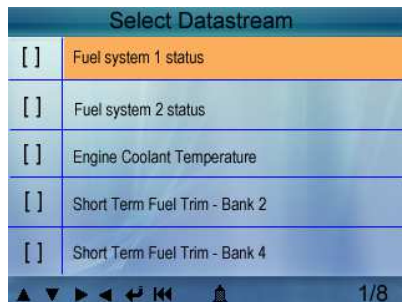 Select Datastream
[ ] Fuel system 1 status
[ ] Fuel system 2 status
[ ] Engine Coolant Temperature
[ ] Short Term Fuel Trim - Bank 2
[ ] Short Term Fuel Trim - Bank 4
1/8